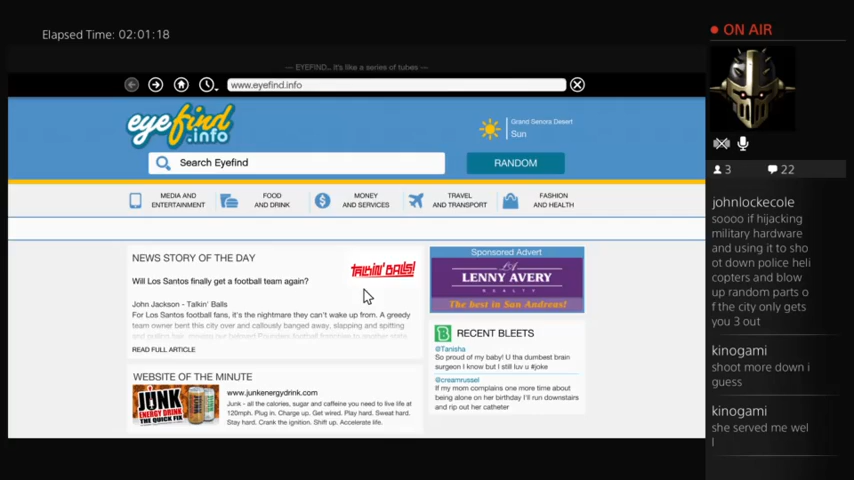 Elapsed Time: 02:01:18
ON AIR
— EYEFIND... It's like a series of tubes —
www.eyefind.info
eyefind
.info
Grand Senora Desert
Sun
Search Eyefind
RANDOM
MEDIA AND
ENTERTAINMENT
FOOD
AND DRINK
MONEY
AND SERVICES
TRAVEL
AND TRANSPORT
FASHION
AND HEALTH
NEWS STORY OF THE DAY
TALKIN' BALLS!
Will Los Santos finally get a football team again?
John Jackson - Talkin' Balls
For Los Santos football fans, it's the nightmare they can't wake up from. A greedy
team owner bent this city over and callously banged away, slapping and spitting
READ FULL ARTICLE
WEBSITE OF THE MINUTE
JUNK
ENERGY DRINK
THE QUICK FIX
www.junkenergydrink.com
Junk - all the calories, sugar and caffeine you need to live life at
120mph. Plug in. Charge up. Get wired. Play hard. Sweat hard.
Stay hard. Crank the ignition. Shift up. Accelerate life.
Sponsored Advert
LA
LENNY AVERY
REALTY
The best in San Andreas!
B
RECENT BLEETS
@Tanisha
So proud of my baby! U tha dumbest brain
surgeon I know but I still luv u #joke
@creamrussel
If my mom complains one more time about
being alone on her birthday I'll run downstairs
and rip out her catheter
3
22
johnlockecole
soooo if hijacking
military hardware
and using it to sho
ot down police heli
copters and blow
up random parts o
f the city only gets
you 3 out
kinogami
shoot more down i
guess
kinogami
she served me wel
l